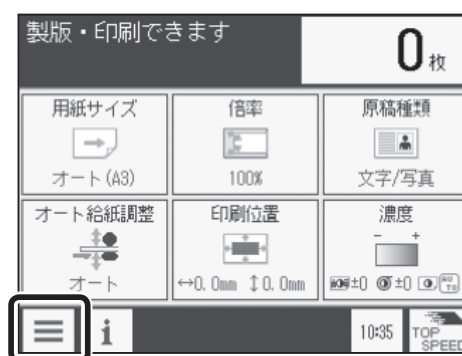 製版・印刷できます
0枚
用紙サイズ 倍率 原稿種類
オート(A3) 100% 文字/写真
オート給紙調整 印刷位置 濃度
- +
オート ↔0.0mm ↕0.0mm ±0 ±0 AUTO
i 10:35 TOP SPEED